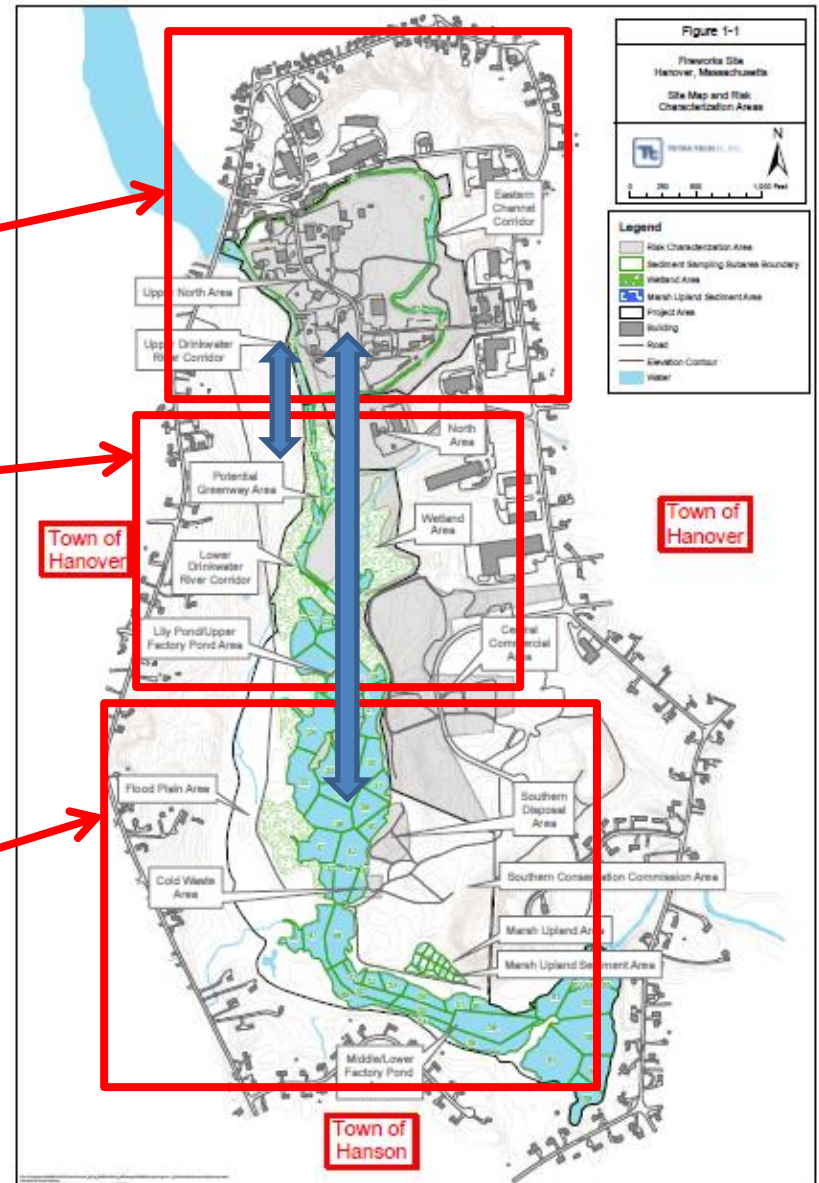 Figure 1-1
Fireworks Site
Hanover, Massachusetts
Site Map and Risk
Characterization Areas
N
1,000 Feet
Legend
Risk Characterization Area
Sediment Sampling Subarea Boundary
Wetland Area
Marsh Upland Sediment Area
Project Area
Building
Road
Elevation Contour
Water
Eastern
Channel
Corridor
Upper North Area
Upper Drinkwater
River Corridor
North
Area
Potential
Greenway Area
Wetland
Area
Town of
Hanover
Town of
Hanover
Lower
Drinkwater
River Corridor
Lily Pond/Upper
Factory Pond Area
Central
Commercial
Area
Flood Plain Area
Southern
Disposal
Area
Cold Waste
Area
Southern Conservation Commission Area
Marsh Upland Area
Marsh Upland Sediment Area
Middle/Lower
Factory Pond
Town of
Hanson